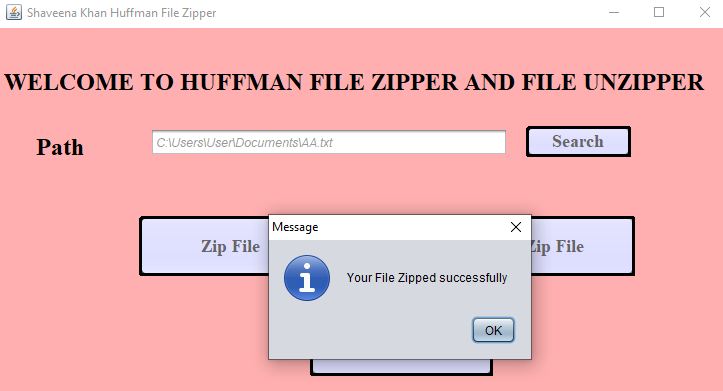 Shaveena Khan Huffman File Zipper
WELCOME TO HUFFMAN FILE ZIPPER AND FILE UNZIPPER
Path
C:\Users\User\Documents\AA.txt
Search
Message
Zip File
Zip File
Your File Zipped successfully
OK